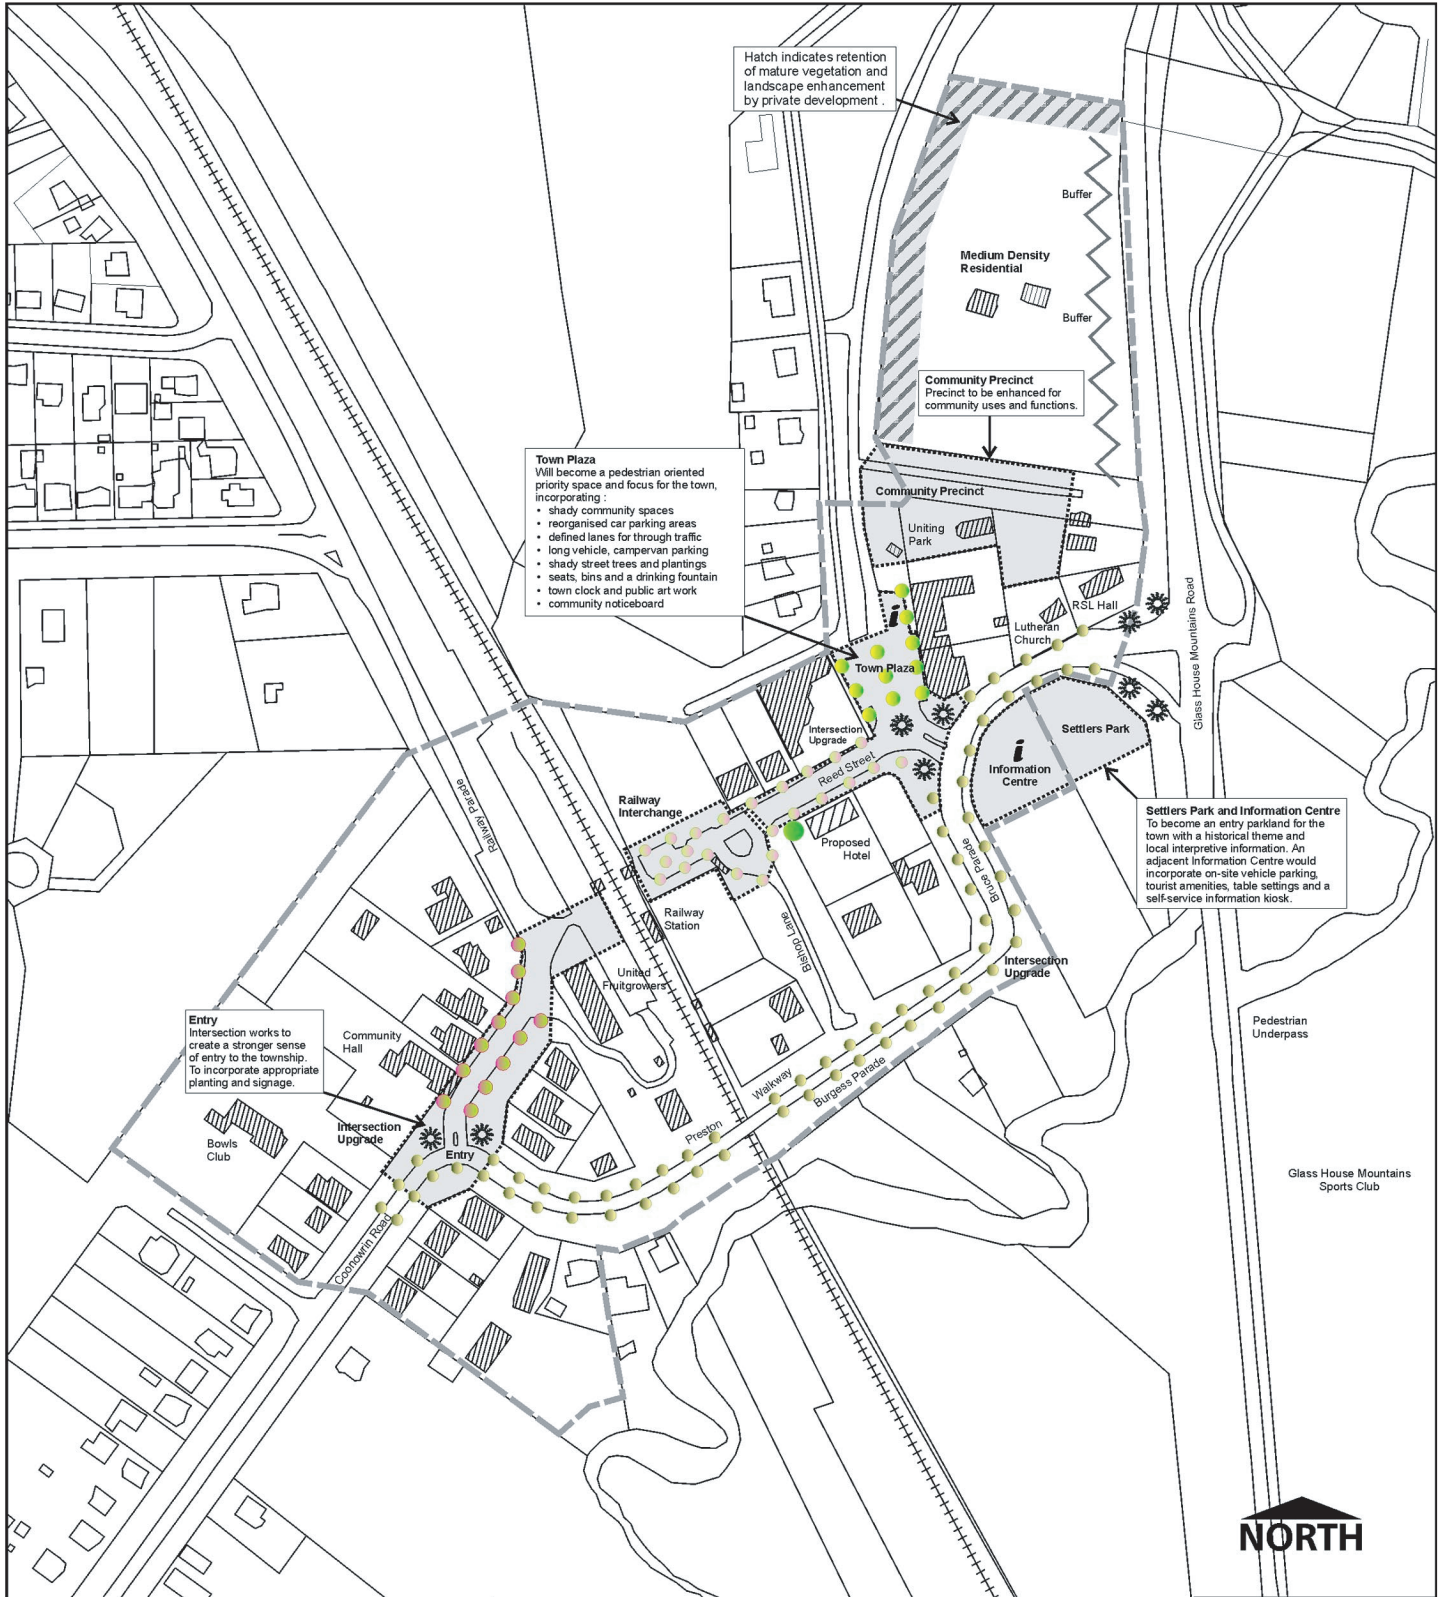 Hatch indicates retention
of mature vegetation and
landscape enhancement
by private development .
Buffer
Medium Density
Residential
Buffer
Community Precinct
Precinct to be enhanced for
community uses and functions.
Town Plaza
Will become a pedestrian oriented
priority space and focus for the town,
incorporating :
• shady community spaces
• reorganised car parking areas
• defined lanes for through traffic
• long vehicle, campervan parking
• shady street trees and plantings
• seats, bins and a drinking fountain
• town clock and public art work
• community noticeboard
Community Precinct
Uniting
Park
RSL Hall
Lutheran
Church
Glass House Mountains Road
i
Town Plaza
Settlers Park
Intersection
Upgrade
i
Information
Centre
Reed Street
Railway Parade
Railway
Interchange
Settlers Park and Information Centre
To become an entry parkland for the
town with a historical theme and
local interpretive information. An
adjacent Information Centre would
incorporate on-site vehicle parking,
tourist amenities, table settings and a
self-service information kiosk.
Proposed
Hotel
Bruce Parade
Railway
Station
Bishop Lane
Intersection
Upgrade
United
Fruitgrowers
Entry
Intersection works to
create a stronger sense
of entry to the township.
To incorporate appropriate
planting and signage.
Community
Hall
Pedestrian
Underpass
Walkway
Burgess Parade
Preston
Intersection
Upgrade
Bowls
Club
Entry
Glass House Mountains
Sports Club
Coonowrin Road
NORTH